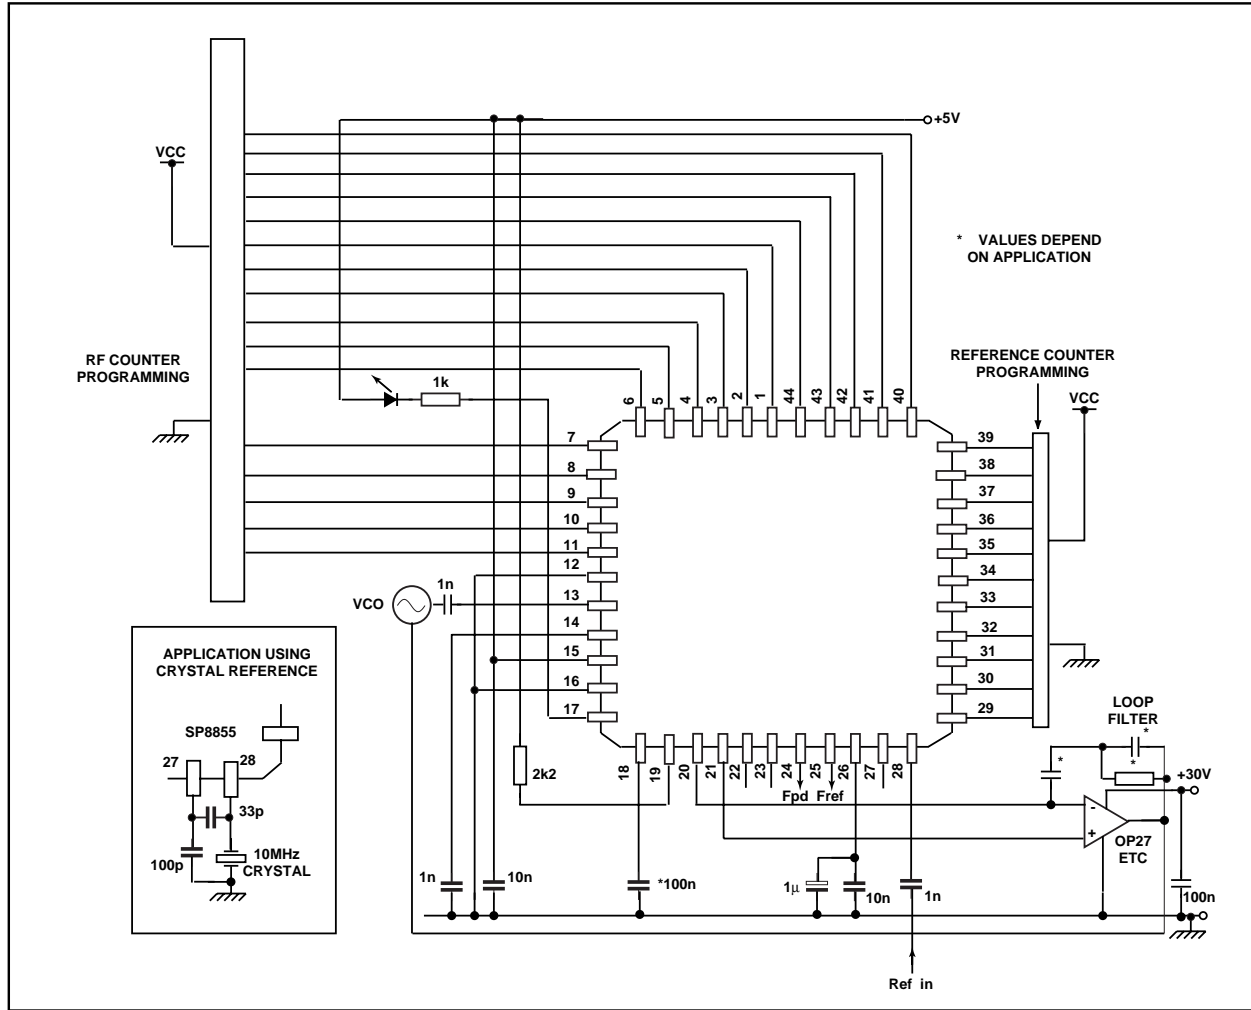 +5V
VCC
* VALUES DEPEND
ON APPLICATION
RF COUNTER
PROGRAMMING
1k
REFERENCE COUNTER
PROGRAMMING
VCC
6
5
4
3
2
1
44
43
42
41
40
7
8
9
10
11
12
13
14
15
16
17
39
38
37
36
35
34
33
32
31
30
29
VCO
1n
APPLICATION USING
CRYSTAL REFERENCE
SP8855
27
28
33p
100p
10MHz
CRYSTAL
2k2
18
19
20
21
22
23
24
25
26
27
28
Fpd Fref
LOOP
FILTER
*
*
*
+30V
-
+
OP27
ETC
1n
10n
*100n
1μ
10n
1n
100n
Ref in